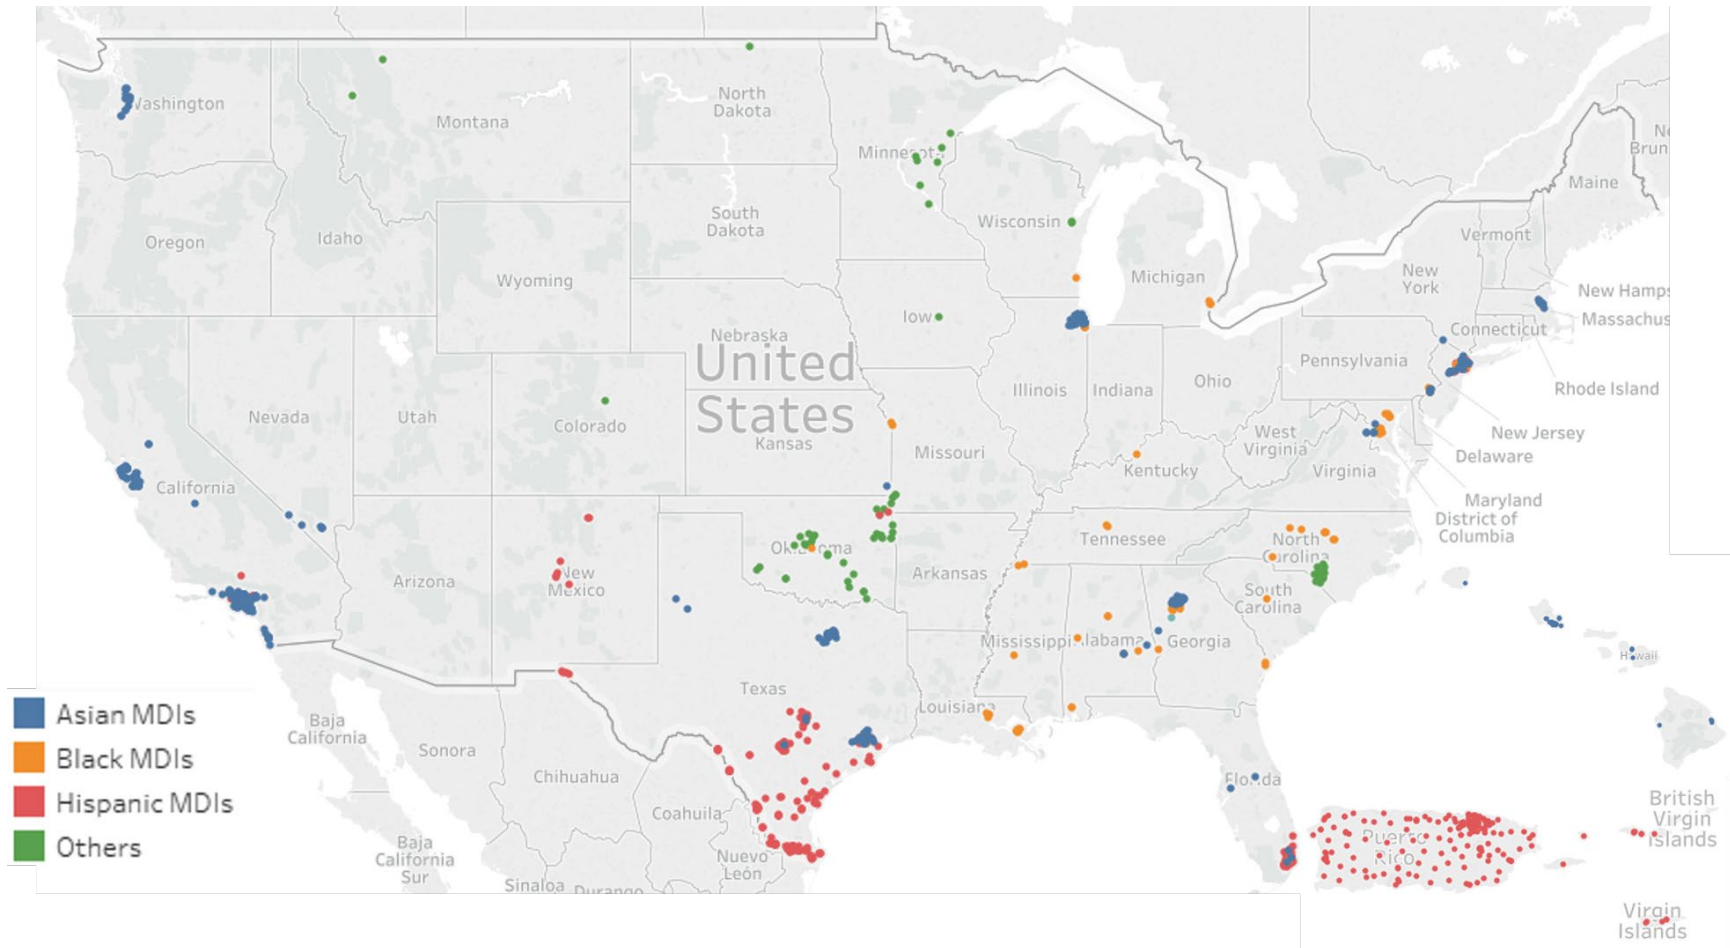 Washington
Montana
North
Dakota
Minnesota
Ne
Brun
Maine
Oregon
Idaho
South
Dakota
Wisconsin
Vermont
Wyoming
Michigan
New
York
New Hamps
Massachus
Iow
Nebraska
Connecticut
United
States
Pennsylvania
Illinois
Indiana
Ohio
Rhode Island
Nevada
Utah
Colorado
Kansas
Missouri
West
Virginia
Kentucky
Virginia
New Jersey
Delaware
California
Maryland
District of
Columbia
Oklahoma
Tennessee
North
Carolina
Arizona
New
Mexico
Arkansas
South
Carolina
Mississippi
Alabama
Georgia
Hawaii
Texas
Louisiana
Asian MDIs
Black MDIs
Hispanic MDIs
Others
Baja
California
Sonora
Chihuahua
Coahuila
Florida
British
Virgin
Islands
Puerto
Rico
Baja
California
Sur
Nuevo
León
Sinaloa
Durango
Virgin
Islands